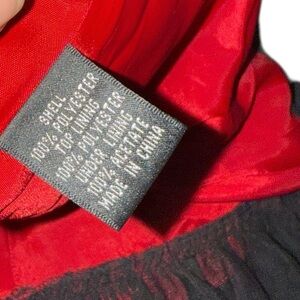 SHELL
100% POLYESTER
TOP LINING
100% POLYESTER
UNDER LINING
100% ACETATE
MADE IN CHINA